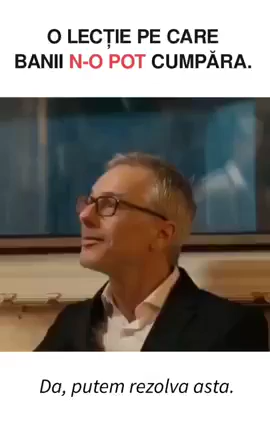 O LECȚIE PE CARE
BANII N-O POT CUMPĂRA.
Da, putem rezolva asta.